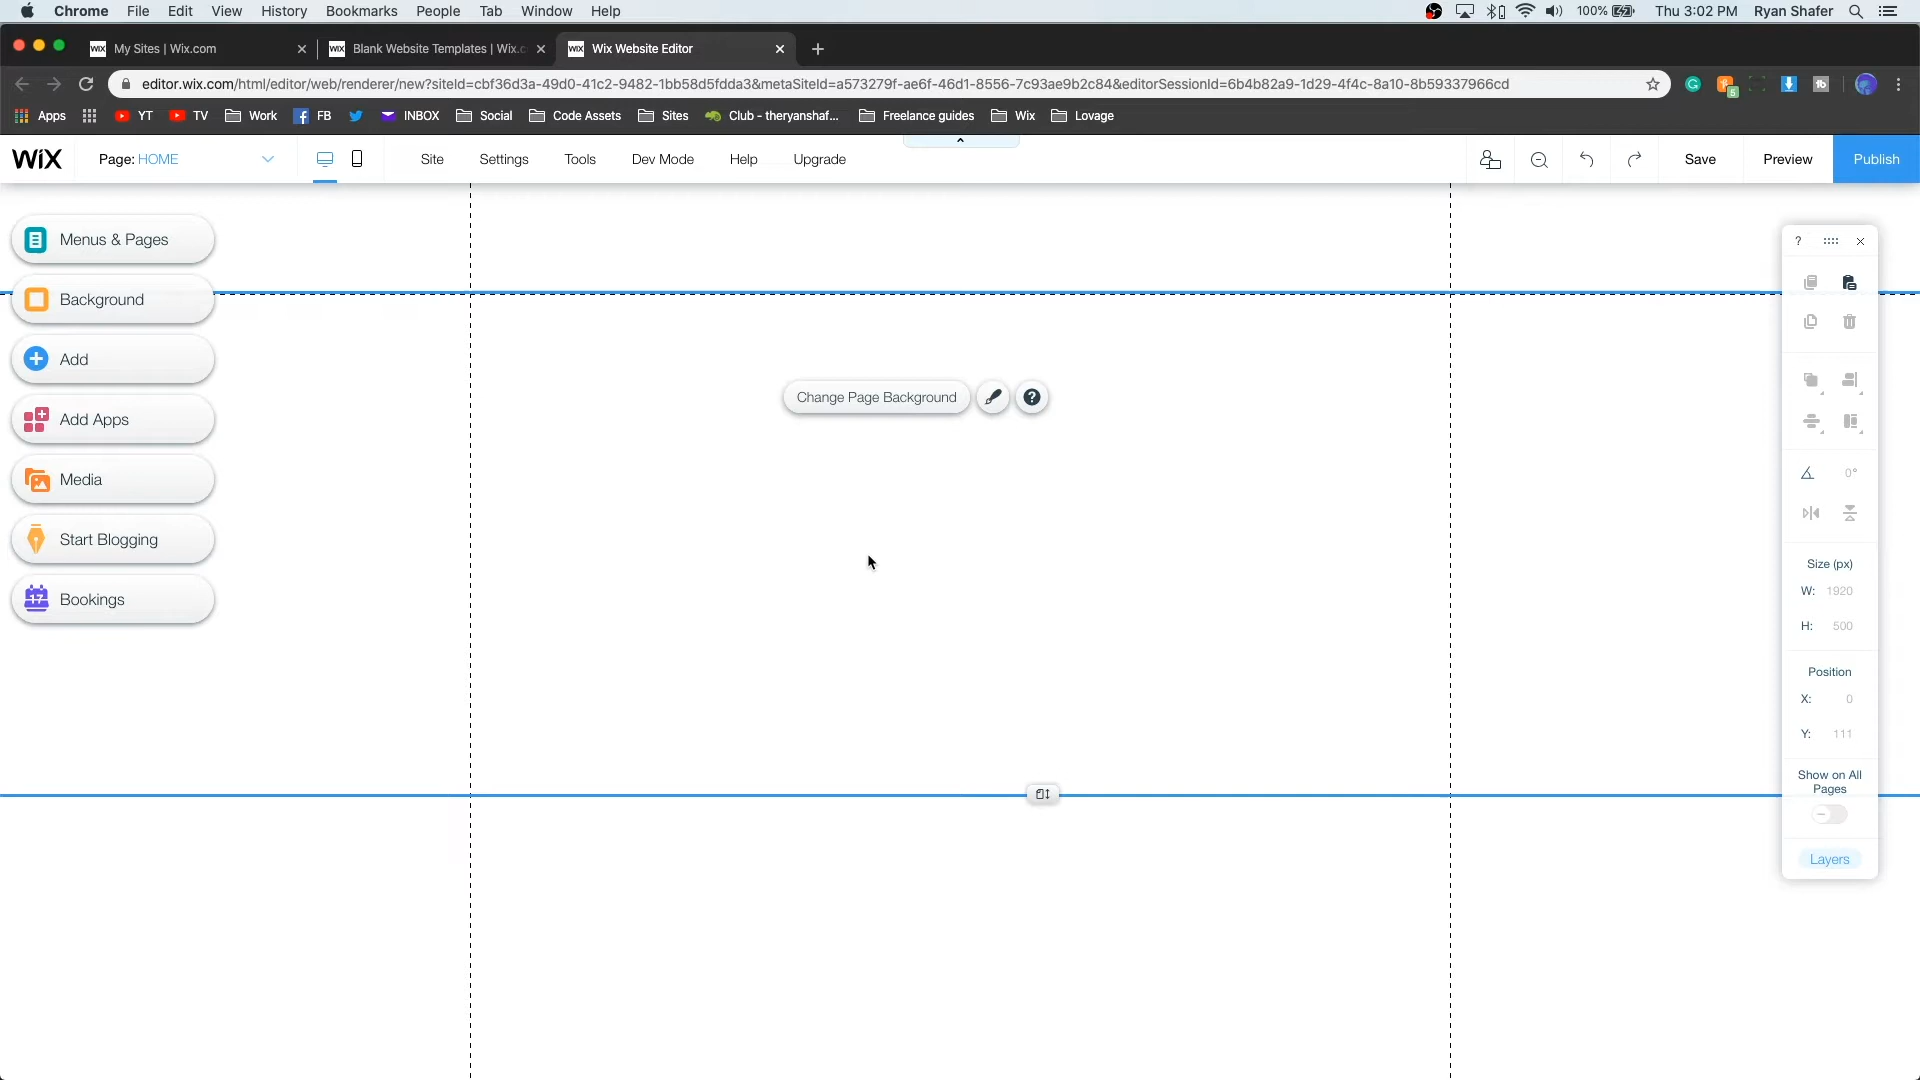 Chrome File Edit View History Bookmarks People Tab Window Help 100% Thu 3:02 PM Ryan Shafer
WIX My Sites | Wix.com WIX Blank Website Templates | Wix.c WIX Wix Website Editor
editor.wix.com/html/editor/web/renderer/new?siteId=cbf36d3a-49d0-41c2-9482-1bb58d5fdda3&metaSiteId=a573279f-ae6f-46d1-8556-7c93ae9b2c84&editorSessionId=6b4b82a9-1d29-4f4c-8a10-8b59337966cd
Apps YT TV Work FB INBOX Social Code Assets Sites Club - theryanshaf... Freelance guides Wix Lovage
WiX Page: HOME Site Settings Tools Dev Mode Help Upgrade Save Preview Publish
Menus & Pages
Background
Add
Add Apps
Media
Start Blogging
17 Bookings
Change Page Background ?
?
0°
Size (px)
W: 1920
H: 500
Position
X: 0
Y: 111
Show on All
Pages
Layers